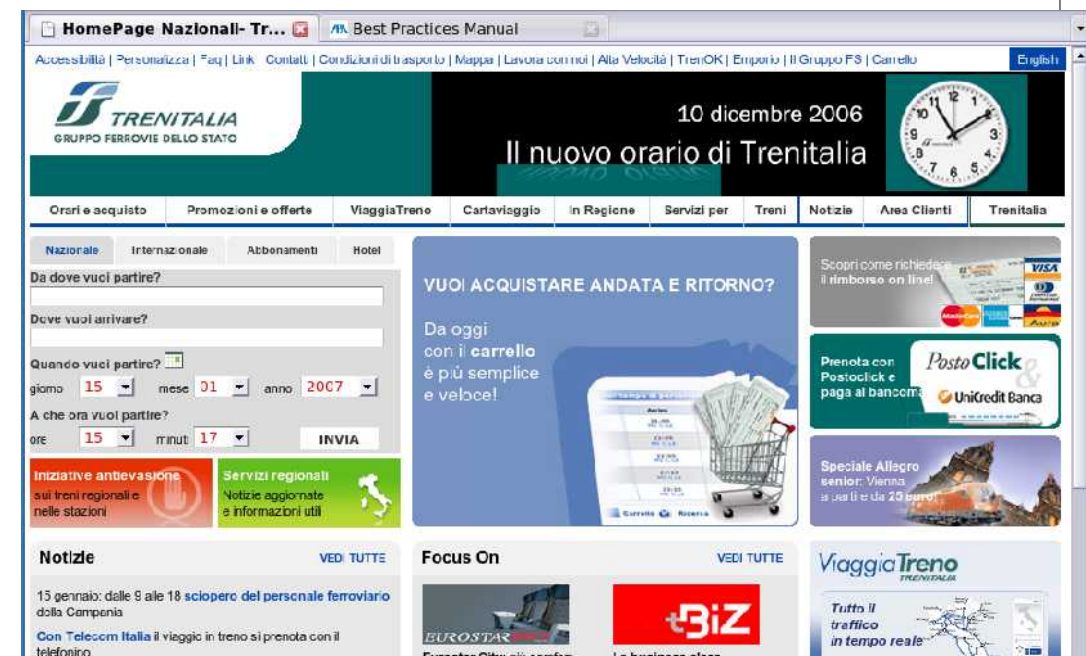 HomePage Nazionali- Tr...
Best Practices Manual
Accessibilità | Personalizza | Faq | Link Contatti | Condizioni di trasporto | Mappa | Lavora con noi | Alta Velocità | TrenOK | Emporio | Il Gruppo FS | Carrello
English
TRENITALIA
GRUPPO FERROVIE DELLO STATO
10 dicembre 2006
Il nuovo orario di Trenitalia
Orari e acquisto
Promozioni e offerte
ViaggiaTreno
Cartaviaggio
In Regione
Servizi per
Treni
Notizie
Area Clienti
Trenitalia
Nazionale
Internazionale
Abbonamenti
Hotel
Da dove vuoi partire?
Dove vuoi arrivare?
Quando vuoi partire?
giorno 15 mese 01 anno 2007
A che ora vuoi partire?
ore 15 minuti 17 INVIA
Iniziative antievasione
sui treni regionali e
nelle stazioni
Servizi regionali
Notizie aggiornate
e informazioni utili
VUOI ACQUISTARE ANDATA E RITORNO?
Da oggi
con il carrello
è più semplice
e veloce!
Scopri come richiedere
il rimborso on line!
VISA
MasterCard
Prenota con
Postoclick e
paga al bancomat
Posto Click
UniCredit Banca
Speciale Allegro
senior: Vienna
a partire da 25 euro!
Notizie
VEDI TUTTE
15 gennaio: dalle 9 alle 18 sciopero del personale ferroviario
della Campania
Con Telecom Italia il viaggio in treno si prenota con il
telefonino
Focus On
VEDI TUTTE
EUROSTAR
tBiZ
ViaggiaTreno
TRENITALIA
Tutto il
traffico
in tempo reale